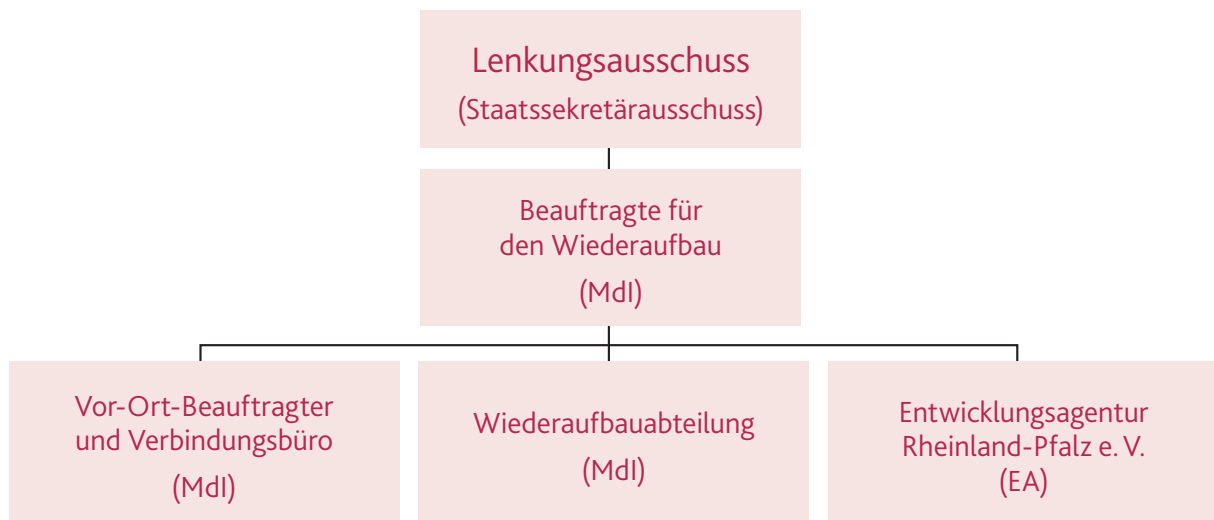 Lenkungsausschuss
(Staatssekretärausschuss)
Beauftragte für
den Wiederaufbau
(MdI)
Vor-Ort-Beauftragter
und Verbindungsbüro
(MdI)
Wiederaufbauabteilung
(MdI)
Entwicklungsagentur
Rheinland-Pfalz e. V.
(EA)